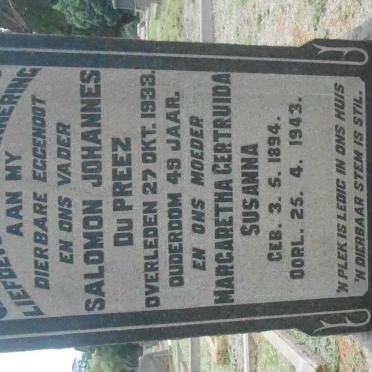 LIEFDEVOLLE HERINNERING
AAN MY
DIERBARE EGGENOOT
EN ONS VADER
SALOMON JOHANNES
DU PREEZ
OVERLEDEN 27 OKT. 1938.
OUDERDOM 49 JAAR.
EN ONS MOEDER
MARGARETHA GERTRUIDA
SUSANNA
GEB. 3. 5. 1894.
OORL. 25. 4. 1943.
'N PLEK IS LEDIG IN ONS HUIS
'N DIERBAAR STEM IS STIL.